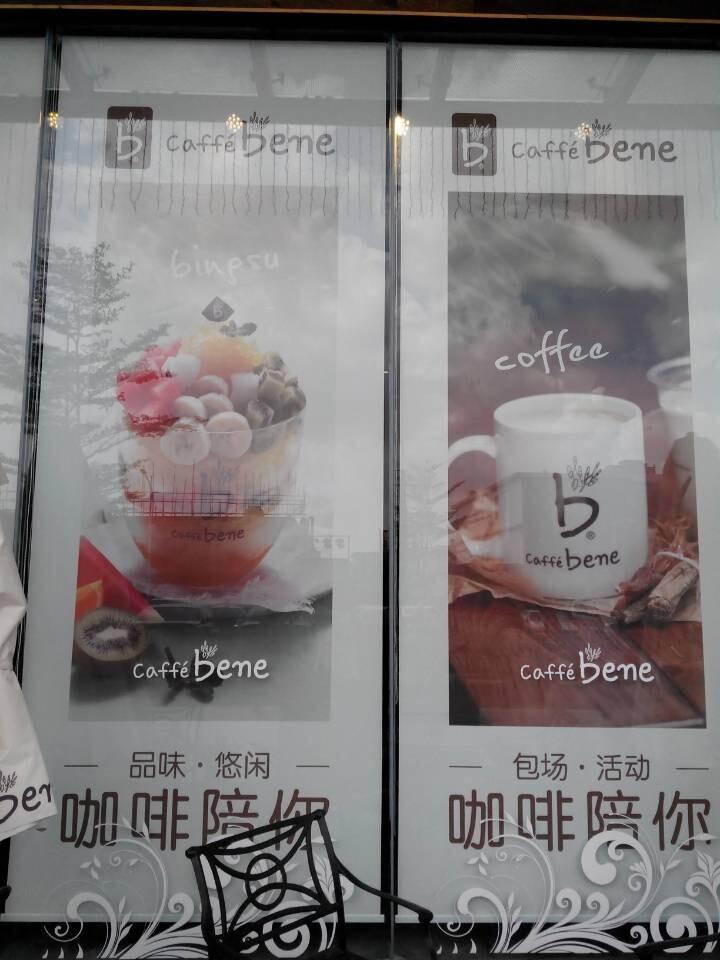 b
Caffé bene
bingsu
B
Caffé bene
Caffé bene
品味·悠闲
咖啡陪你
b
Caffé bene
coffee
b®
Caffé bene
Caffé bene
包场·活动
咖啡陪你